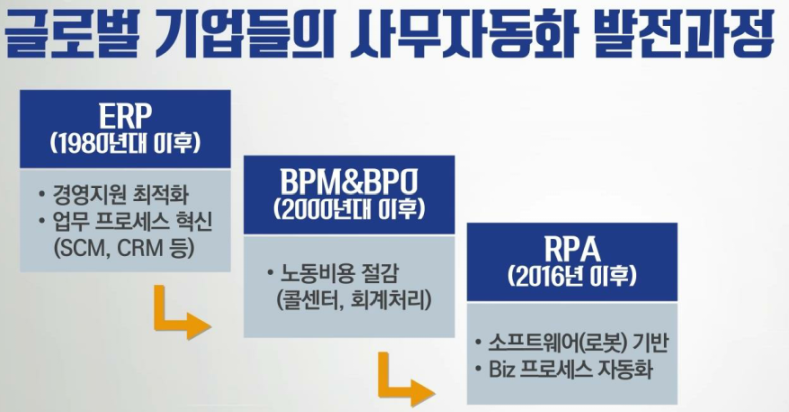 글로벌 기업들의 사무자동화 발전과정
ERP
(1980년대 이후)
• 경영지원 최적화
• 업무 프로세스 혁신
(SCM, CRM 등)
BPM&BPO
(2000년대 이후)
• 노동비용 절감
(콜센터, 회계처리)
RPA
(2016년 이후)
• 소프트웨어(로봇) 기반
• Biz 프로세스 자동화